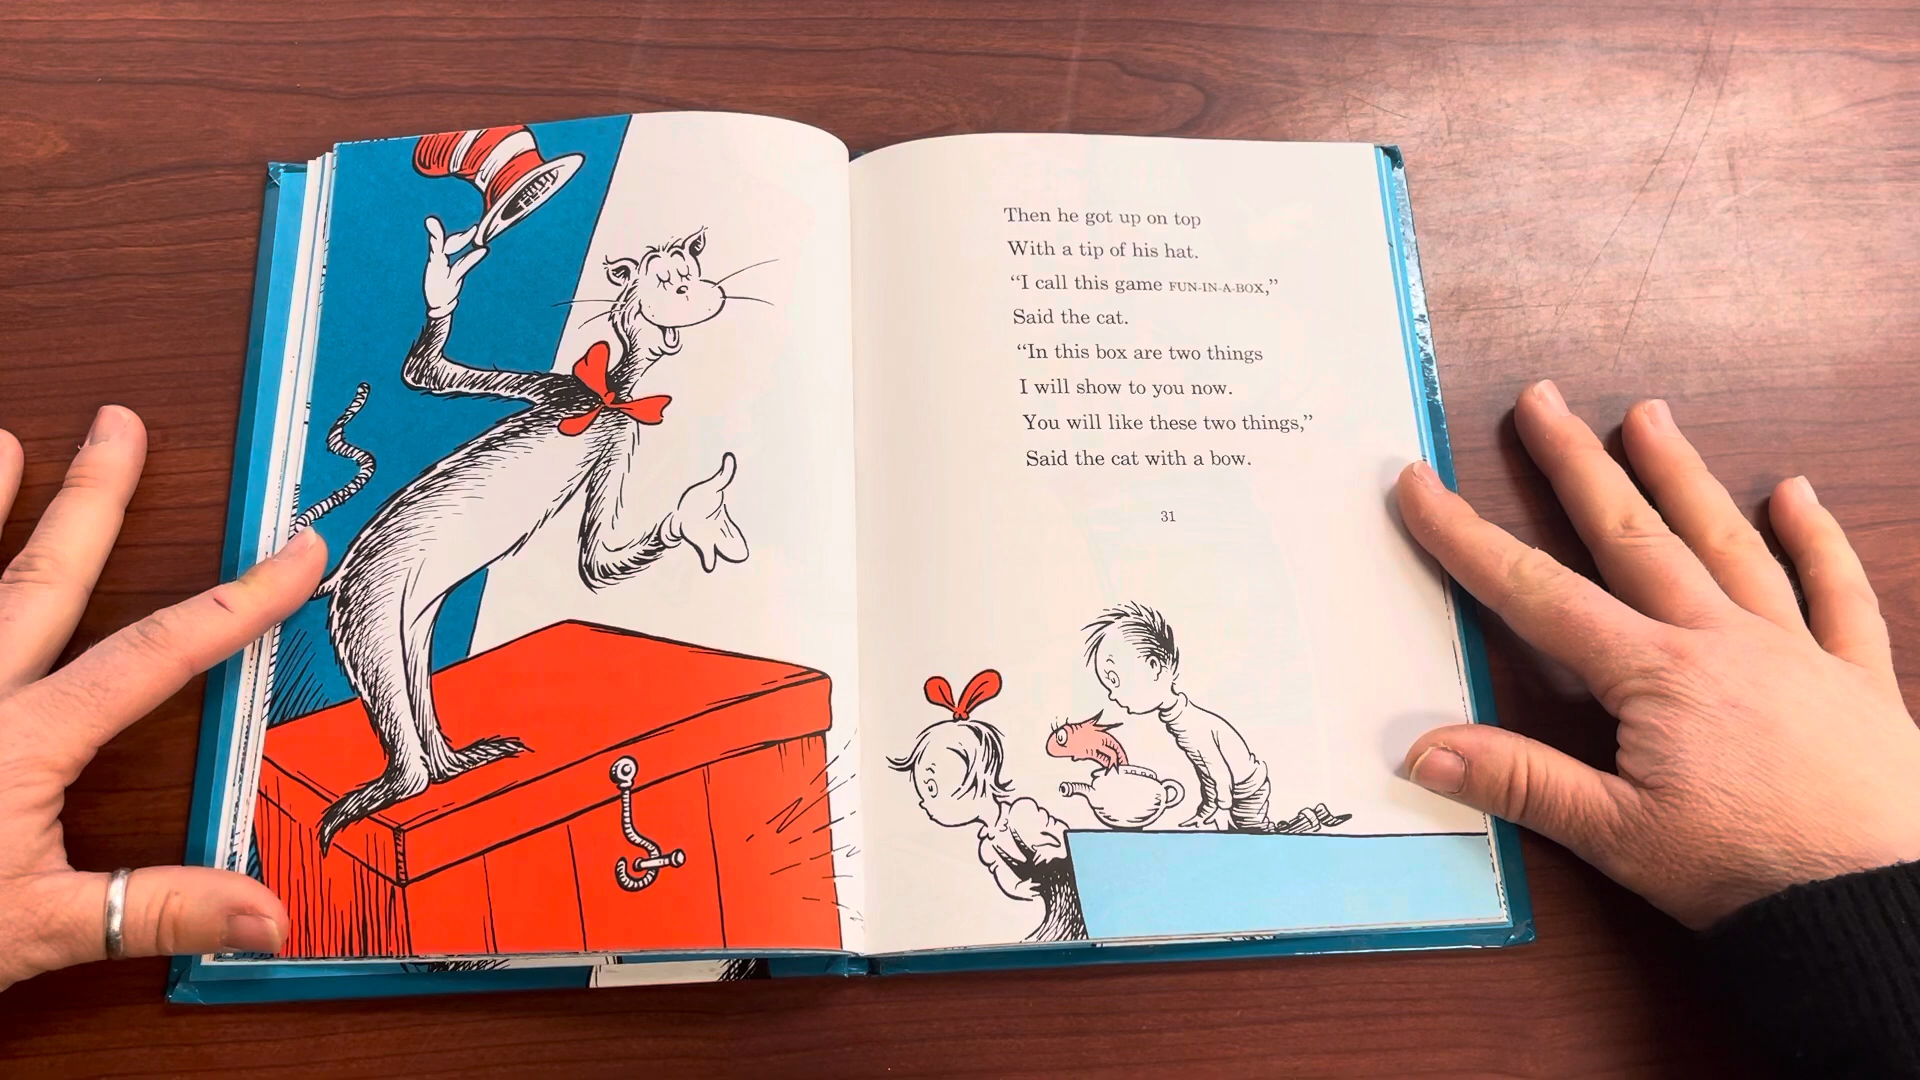 Then he got up on top
With a tip of his hat.
“I call this game FUN-IN-A-BOX,”
Said the cat.
“In this box are two things
I will show to you now.
You will like these two things,”
Said the cat with a bow.
31